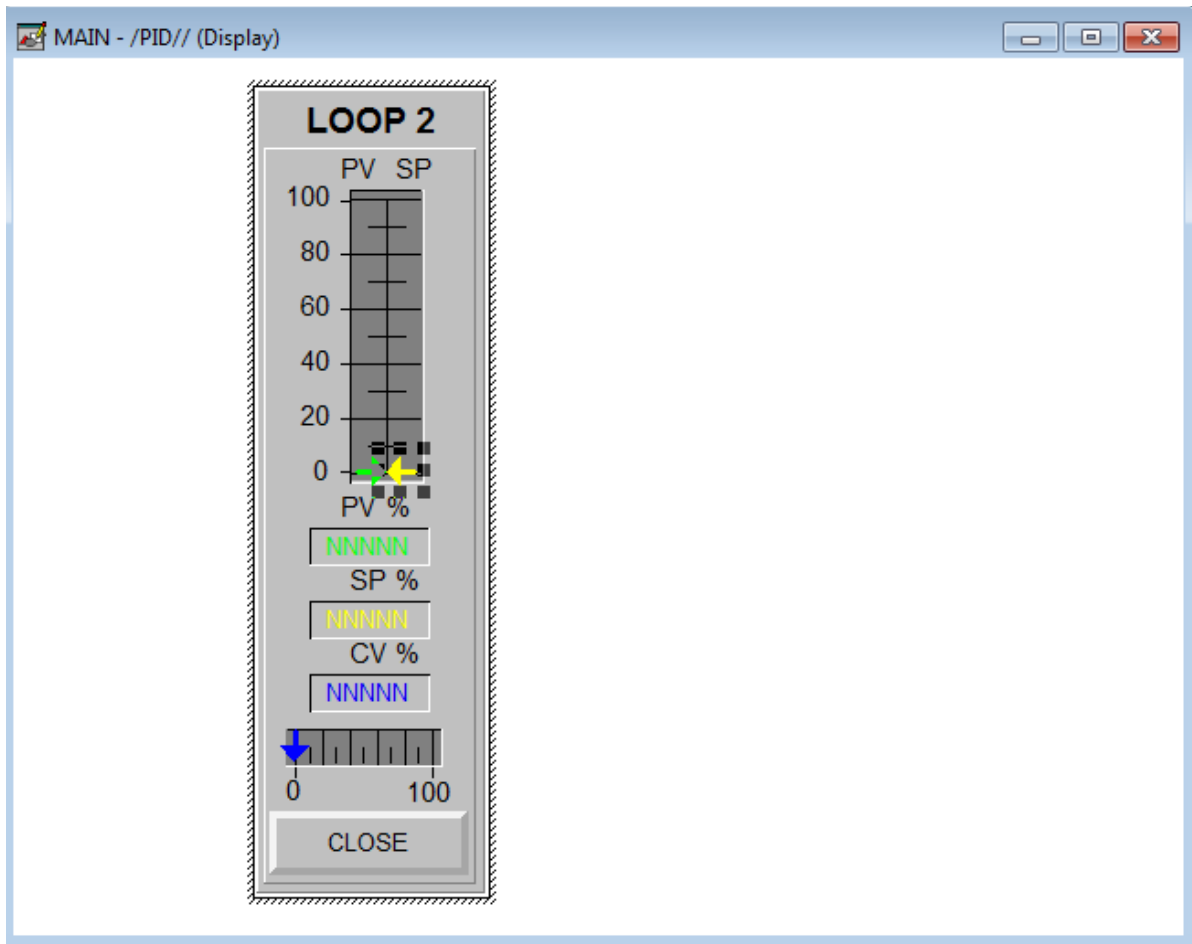 MAIN - /PID// (Display)
LOOP 2
PV SP
100
80
60
40
20
0
PV %
NNNNN
SP %
NNNNN
CV %
NNNNN
0 100
CLOSE